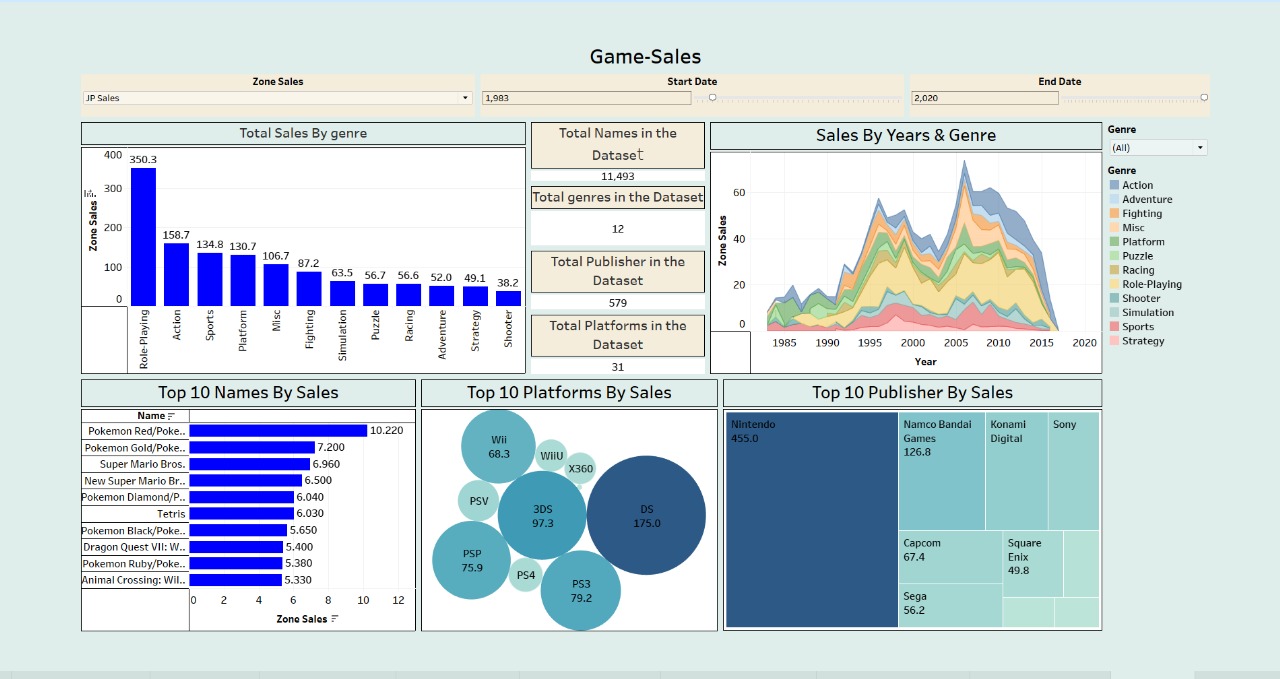 Game-Sales
Zone Sales
JP Sales
Start Date
1,983
End Date
2,020
Total Sales By genre
Zone Sales
400
300
200
100
0
350.3
158.7
134.8
130.7
106.7
87.2
63.5
56.7
56.6
52.0
49.1
38.2
Role-Playing
Action
Sports
Platform
Misc
Fighting
Simulation
Puzzle
Racing
Adventure
Strategy
Shooter
Total Names in the
Dataset
11,493
Total genres in the Dataset
12
Total Publisher in the
Dataset
579
Total Platforms in the
Dataset
31
Sales By Years & Genre
Zone Sales
60
40
20
0
1985
1990
1995
2000
2005
2010
2015
2020
Year
Genre
(All)
Genre
Action
Adventure
Fighting
Misc
Platform
Puzzle
Racing
Role-Playing
Shooter
Simulation
Sports
Strategy
Top 10 Names By Sales
Name
Pokemon Red/Poke.. 10.220
Pokemon Gold/Poke.. 7.200
Super Mario Bros. 6.960
New Super Mario Br.. 6.500
Pokemon Diamond/P.. 6.040
Tetris 6.030
Pokemon Black/Poke.. 5.650
Dragon Quest VII: W.. 5.400
Pokemon Ruby/Poke.. 5.380
Animal Crossing: Wil.. 5.330
0 2 4 6 8 10 12
Zone Sales
Top 10 Platforms By Sales
Wii
68.3
WiiU
X360
PSV
3DS
97.3
DS
175.0
PSP
75.9
PS4
PS3
79.2
Top 10 Publisher By Sales
Nintendo
455.0
Namco Bandai
Games
126.8
Konami
Digital
Sony
Capcom
67.4
Square
Enix
49.8
Sega
56.2